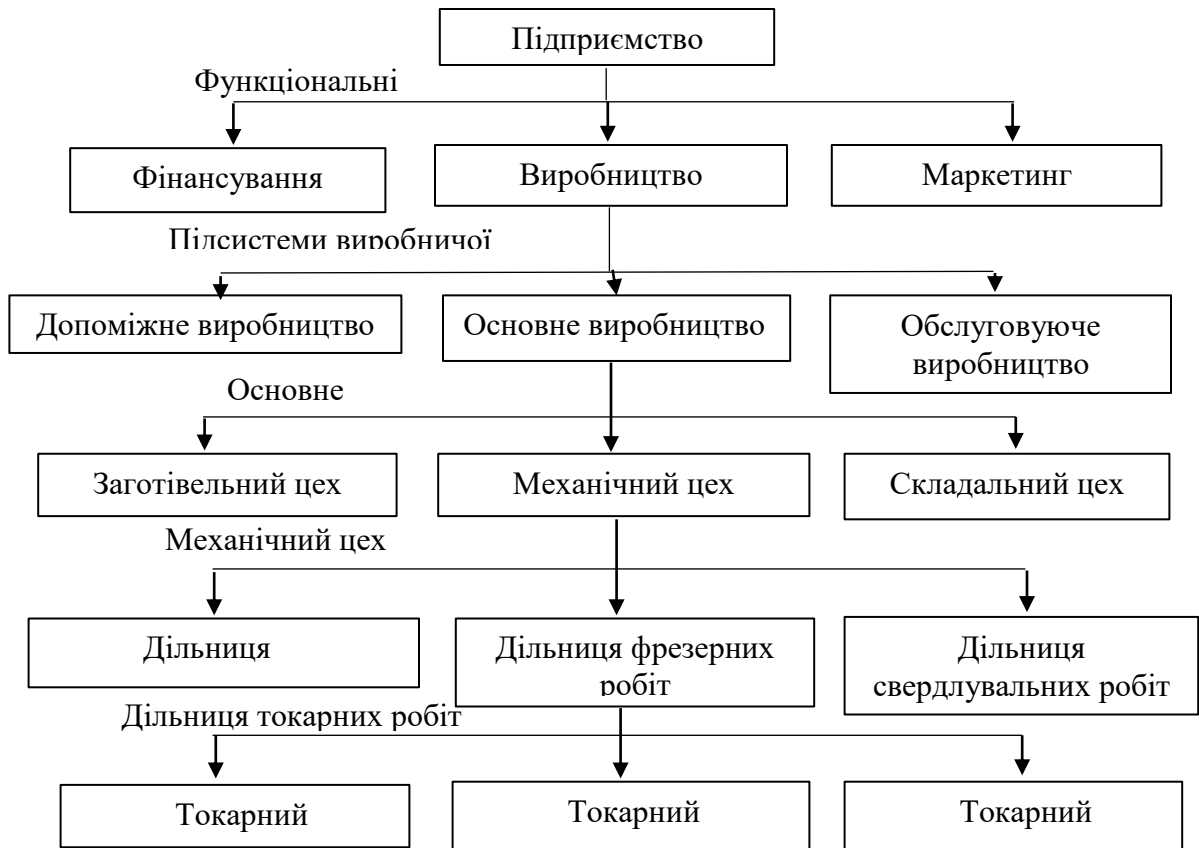 Підприємство
Функціональні
Фінансування
Виробництво
Маркетинг
Підсистеми виробничої
Допоміжне виробництво
Основне виробництво
Обслуговуюче
виробництво
Основне
Заготівельний цех
Механічний цех
Складальний цех
Механічний цех
Дільниця
Дільниця фрезерних
робіт
Дільниця
свердлувальних робіт
Дільниця токарних робіт
Токарний
Токарний
Токарний